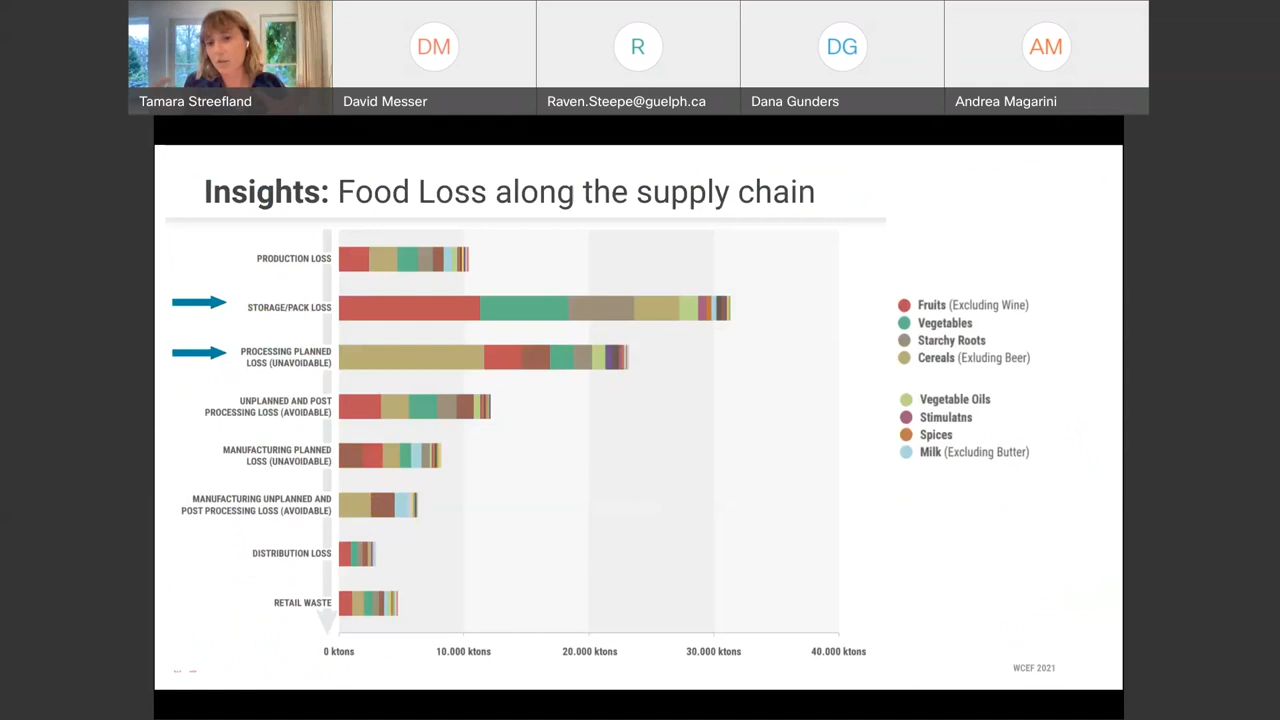 DM
R
DG
AM
Tamara Streefland
David Messer
Raven.Steepe@guelph.ca
Dana Gunders
Andrea Magarini
Insights: Food Loss along the supply chain
PRODUCTION LOSS
STORAGE/PACK LOSS
PROCESSING PLANNED
LOSS (UNAVOIDABLE)
UNPLANNED AND POST
PROCESSING LOSS (AVOIDABLE)
MANUFACTURING PLANNED
LOSS (UNAVOIDABLE)
MANUFACTURING UNPLANNED AND
POST PROCESSING LOSS (AVOIDABLE)
DISTRIBUTION LOSS
RETAIL WASTE
0 ktons
10.000 ktons
20.000 ktons
30.000 ktons
40.000 ktons
Fruits (Excluding Wine)
Vegetables
Starchy Roots
Cereals (Exluding Beer)
Vegetable Oils
Stimulatns
Spices
Milk (Excluding Butter)
WCEF 2021